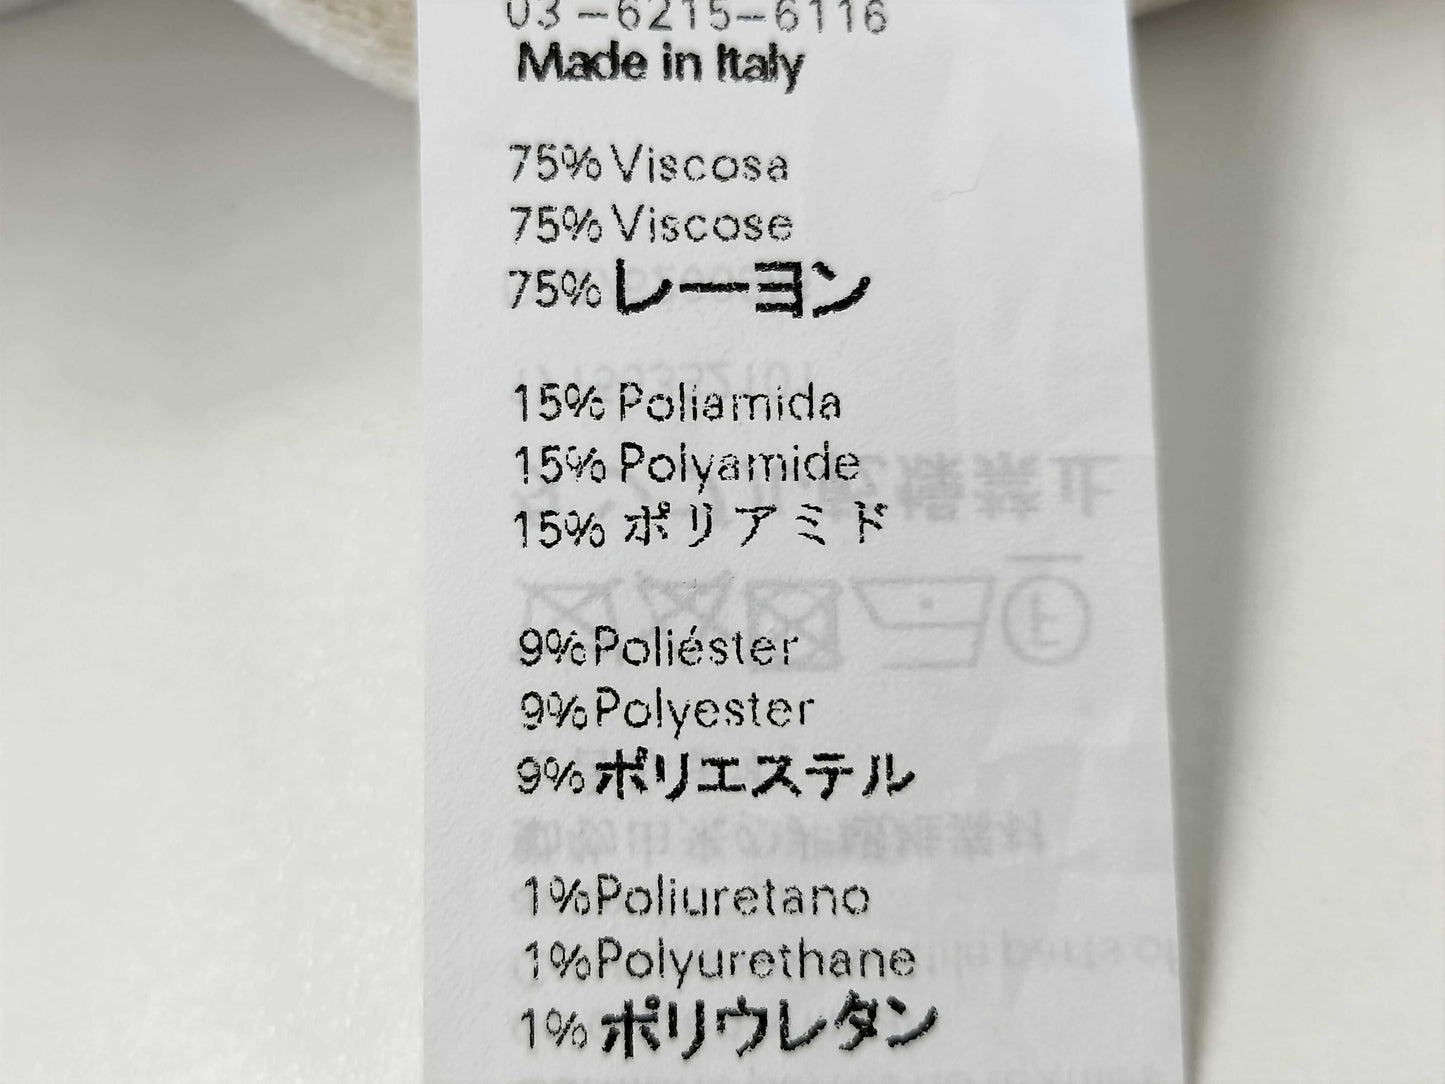 03-6215-6116
Made in Italy
75% Viscosa
75% Viscose
75% レーヨン
15% Poliamida
15% Polyamide
15% ポリアミド
9% Poliéster
9% Polyester
9% ポリエステル
1% Poliuretano
1% Polyurethane
1% ポリウレタン